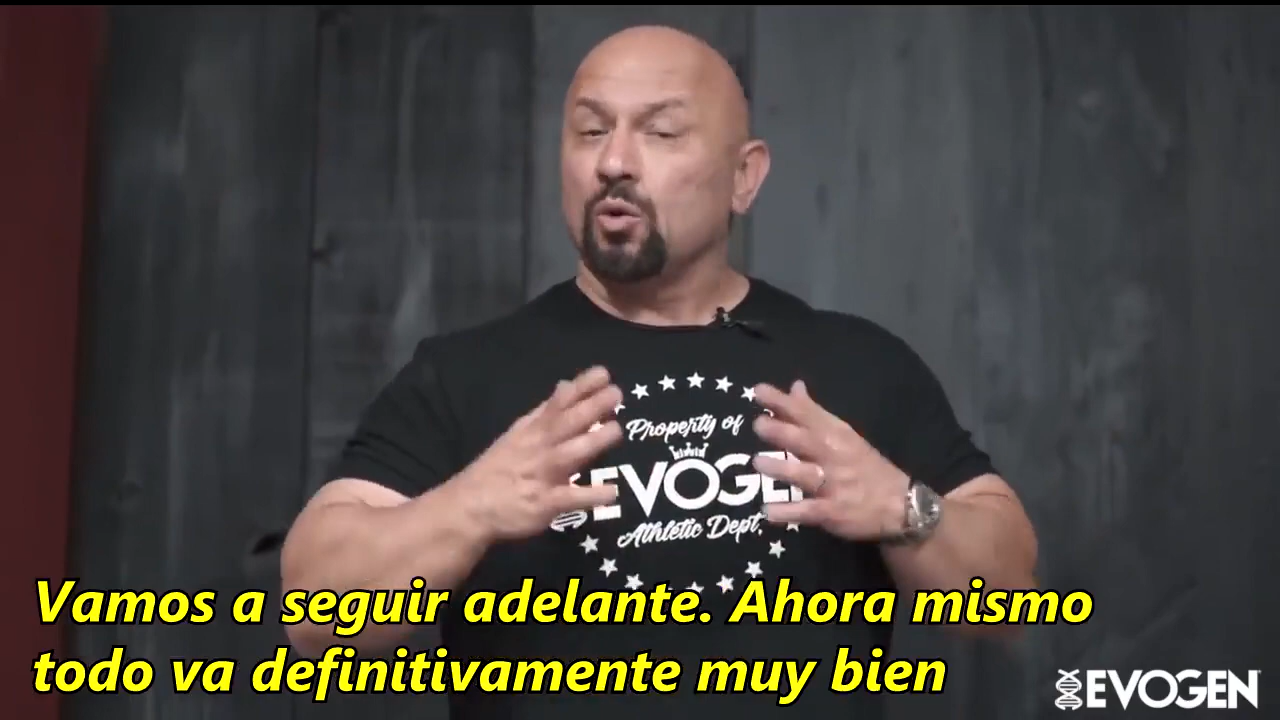 Property of
EVOGEN
Athletic Dept.
Vamos a seguir adelante. Ahora mismo
todo va definitivamente muy bien
EVOGEN